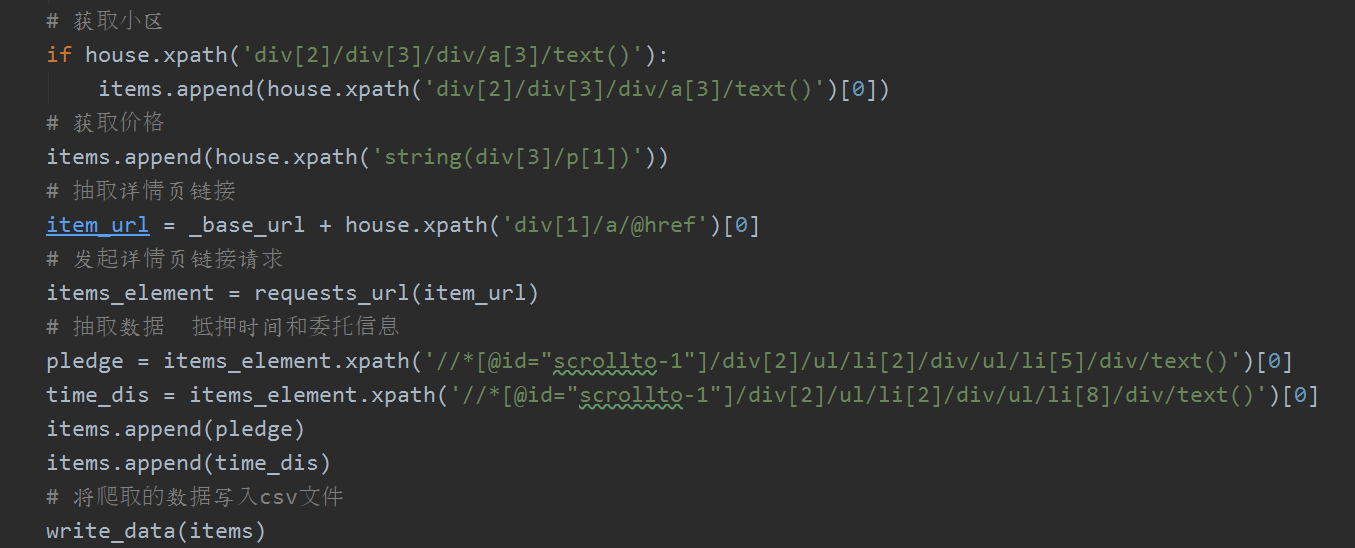 # 获取小区
if house.xpath('div[2]/div[3]/div/a[3]/text()'):
    items.append(house.xpath('div[2]/div[3]/div/a[3]/text()')[0])
# 获取价格
items.append(house.xpath('string(div[3]/p[1])'))
# 抽取详情页链接
item_url = _base_url + house.xpath('div[1]/a/@href')[0]
# 发起详情页链接请求
items_element = requests_url(item_url)
# 抽取数据  抵押时间和委托信息
pledge = items_element.xpath('//*[@id="scrollto-1"]/div[2]/ul/li[2]/div/ul/li[5]/div/text()')[0]
time_dis = items_element.xpath('//*[@id="scrollto-1"]/div[2]/ul/li[2]/div/ul/li[8]/div/text()')[0]
items.append(pledge)
items.append(time_dis)
# 将爬取的数据写入csv文件
write_data(items)